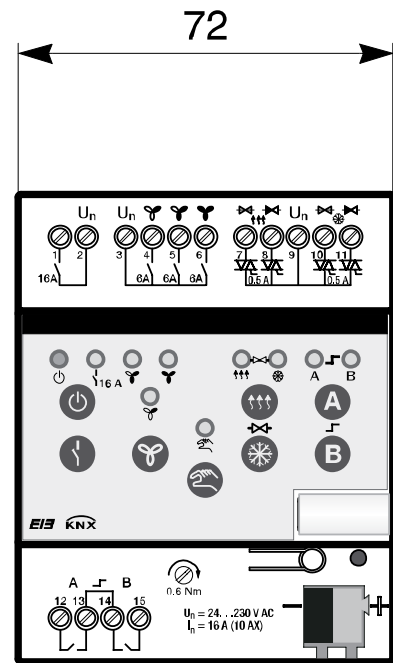 72
Un Un Un
1 2 3 4 5 6 7 8 9 10 11
16A 6A 6A 6A 0.5 A 0.5 A
16 A A B
A
B
EIB KNX
A B
12 13 14 15
0.6 Nm
Un = 24. . .230 V AC
In = 16 A (10 AX)